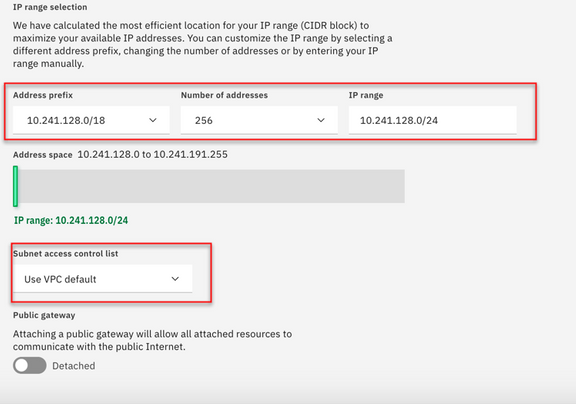 IP range selection
We have calculated the most efficient location for your IP range (CIDR block) to
maximize your available IP addresses. You can customize the IP range by selecting a
different address prefix, changing the number of addresses or by entering your IP
range manually.
Address prefix Number of addresses IP range
10.241.128.0/18 256 10.241.128.0/24
Address space 10.241.128.0 to 10.241.191.255
IP range: 10.241.128.0/24
Subnet access control list
Use VPC default
Public gateway
Attaching a public gateway will allow all attached resources to
communicate with the public Internet.
Detached